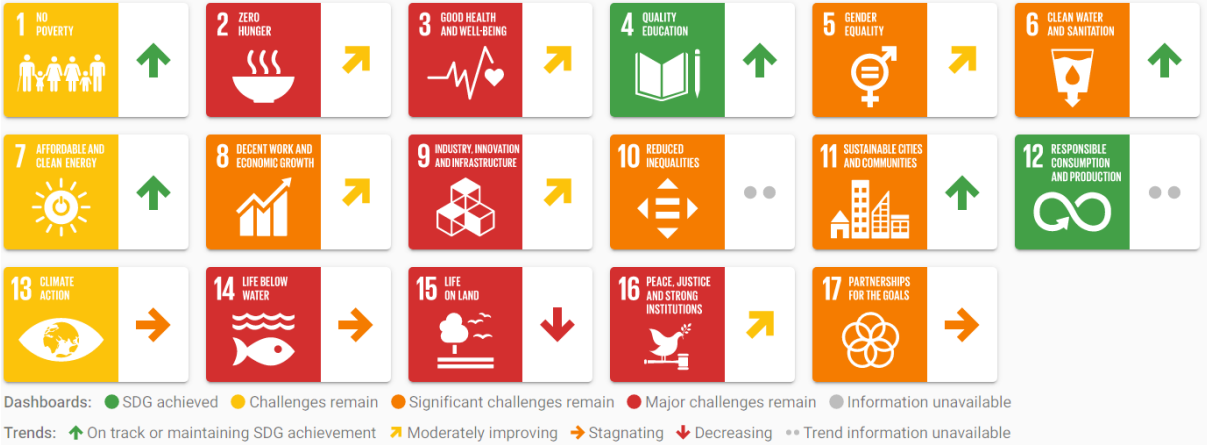 1 NO
POVERTY
2 ZERO
HUNGER
3 GOOD HEALTH
AND WELL-BEING
4 QUALITY
EDUCATION
5 GENDER
EQUALITY
6 CLEAN WATER
AND SANITATION
7 AFFORDABLE AND
CLEAN ENERGY
8 DECENT WORK AND
ECONOMIC GROWTH
9 INDUSTRY, INNOVATION
AND INFRASTRUCTURE
10 REDUCED
INEQUALITIES
11 SUSTAINABLE CITIES
AND COMMUNITIES
12 RESPONSIBLE
CONSUMPTION
AND PRODUCTION
13 CLIMATE
ACTION
14 LIFE BELOW
WATER
15 LIFE
ON LAND
16 PEACE, JUSTICE
AND STRONG
INSTITUTIONS
17 PARTNERSHIPS
FOR THE GOALS
Dashboards: SDG achieved Challenges remain Significant challenges remain Major challenges remain Information unavailable
Trends: On track or maintaining SDG achievement Moderately improving Stagnating Decreasing Trend information unavailable